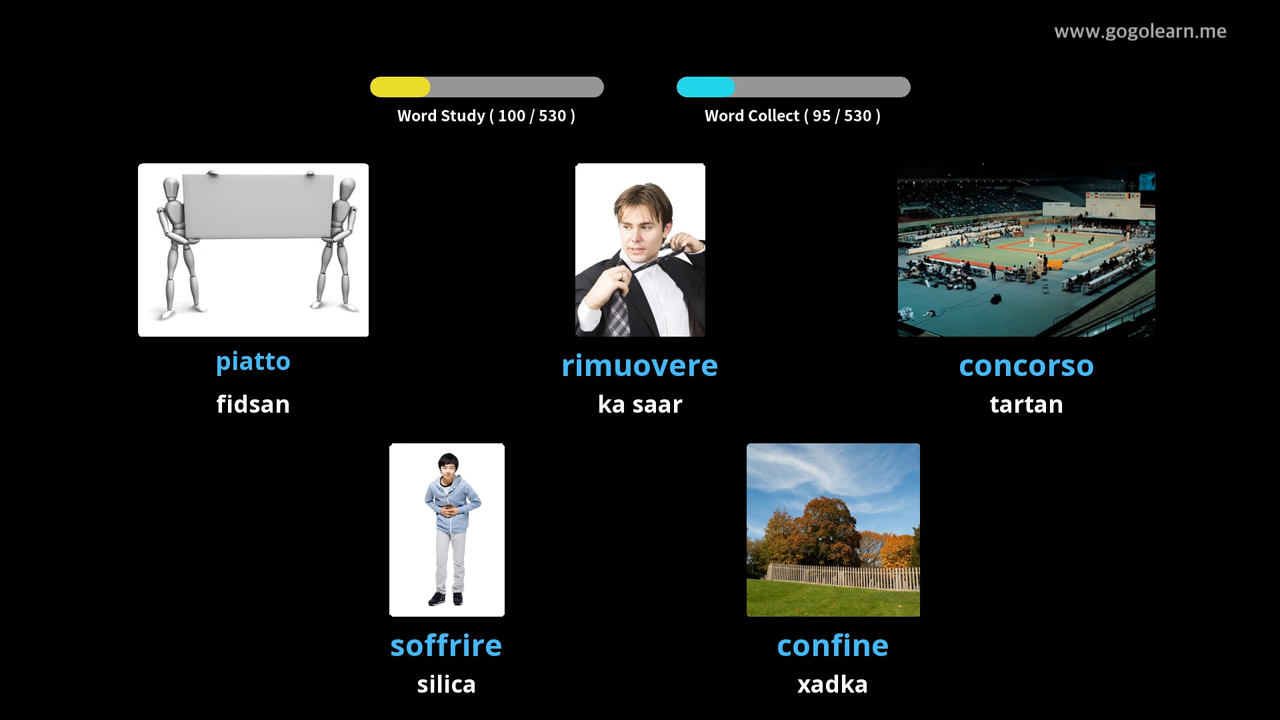 www.gogolearn.me
Word Study ( 100 / 530 )
Word Collect ( 95 / 530 )
piatto
fidsan
rimuovere
ka saar
concorso
tartan
soffrire
silica
confine
xadka